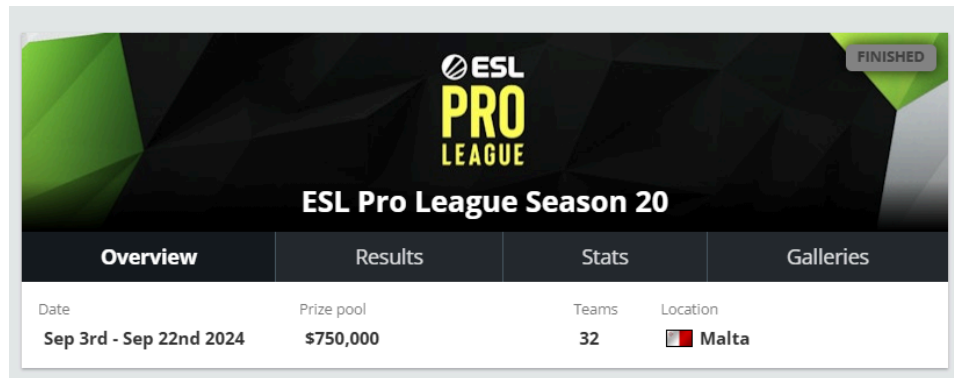 FINISHED
ESL
PRO
LEAGUE
ESL Pro League Season 20
Overview Results Stats Galleries
Date Prize pool Teams Location
Sep 3rd - Sep 22nd 2024 $750,000 32 Malta